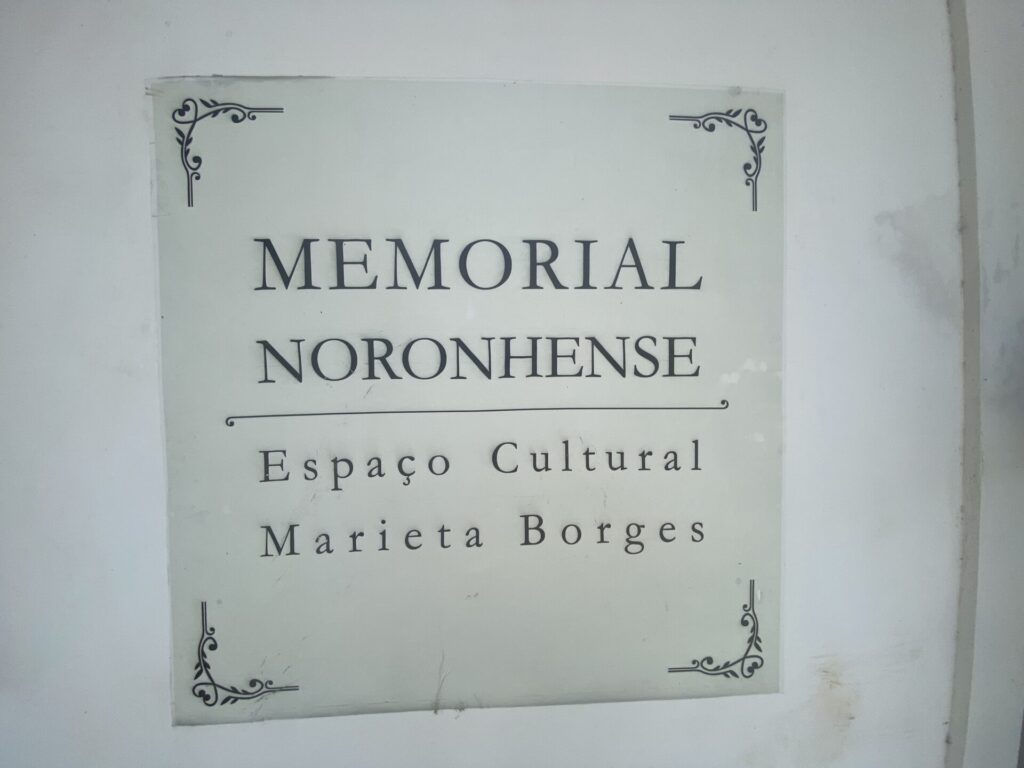 MEMORIAL
NORONHENSE
Espaço Cultural
Marieta Borges